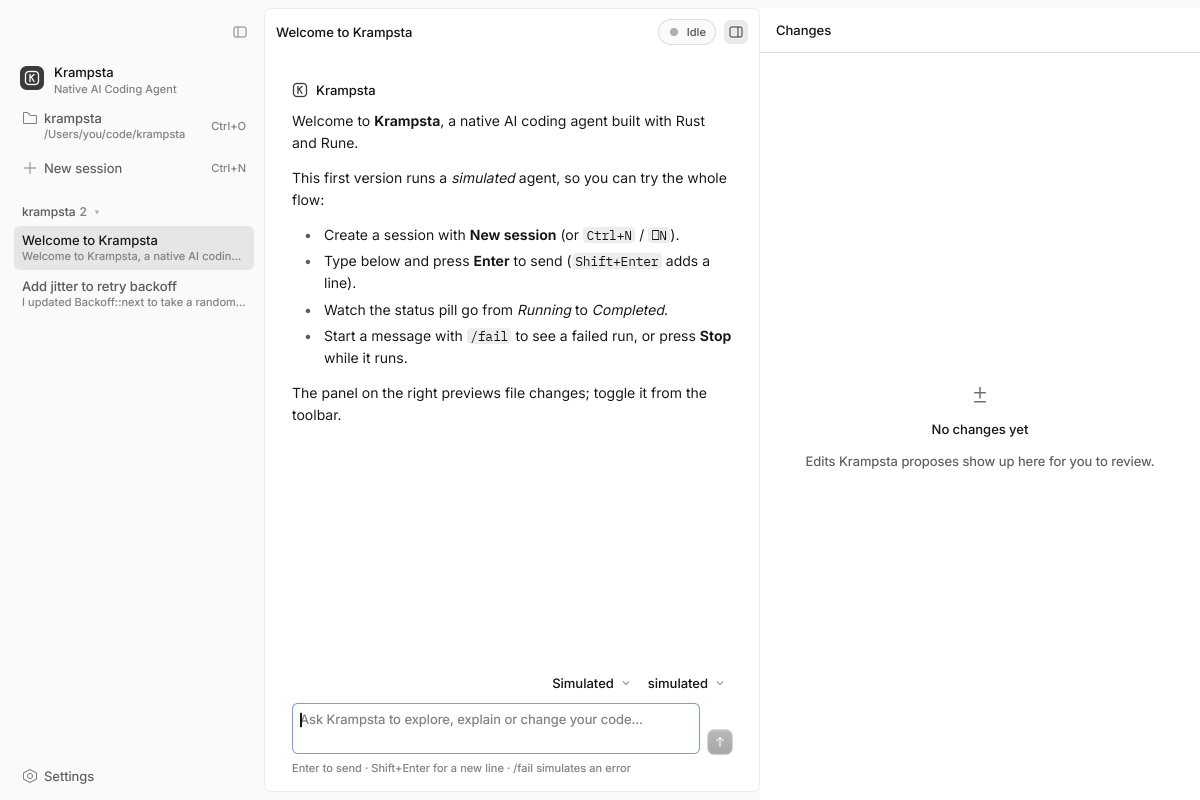 Krampsta
Native AI Coding Agent
krampsta
/Users/you/code/krampsta
Ctrl+O
New session
Ctrl+N
krampsta 2
Welcome to Krampsta
Welcome to Krampsta, a native AI codin...
Add jitter to retry backoff
I updated Backoff::next to take a random...
Settings
Welcome to Krampsta
Idle
K Krampsta
Welcome to Krampsta, a native AI coding agent built with Rust
and Rune.
This first version runs a simulated agent, so you can try the whole
flow:
• Create a session with New session (or Ctrl+N / □N).
• Type below and press Enter to send ( Shift+Enter adds a
line).
• Watch the status pill go from Running to Completed.
• Start a message with /fail to see a failed run, or press Stop
while it runs.
The panel on the right previews file changes; toggle it from the
toolbar.
Simulated
simulated
Ask Krampsta to explore, explain or change your code...
Enter to send · Shift+Enter for a new line · /fail simulates an error
Changes
No changes yet
Edits Krampsta proposes show up here for you to review.